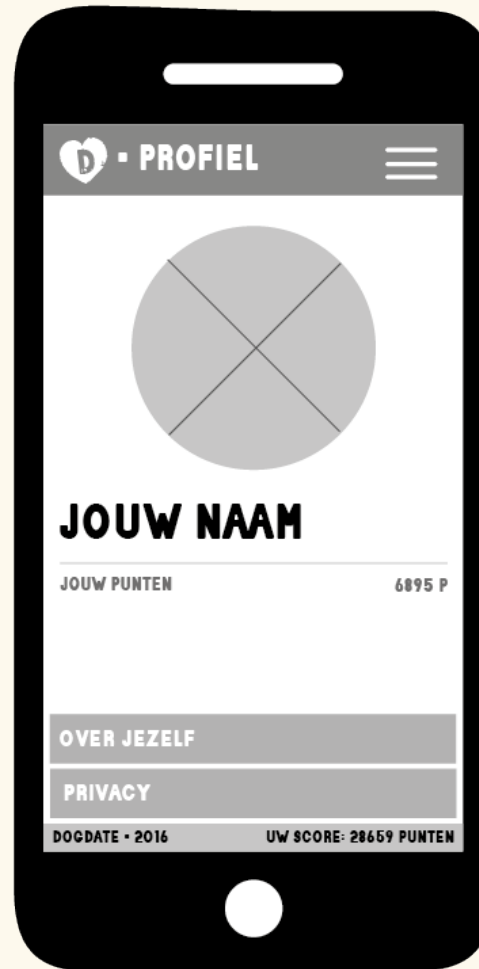 D - PROFIEL
JOUW NAAM
JOUW PUNTEN 6895 P
OVER JEZELF
PRIVACY
DOGDATE - 2016 UW SCORE: 28659 PUNTEN